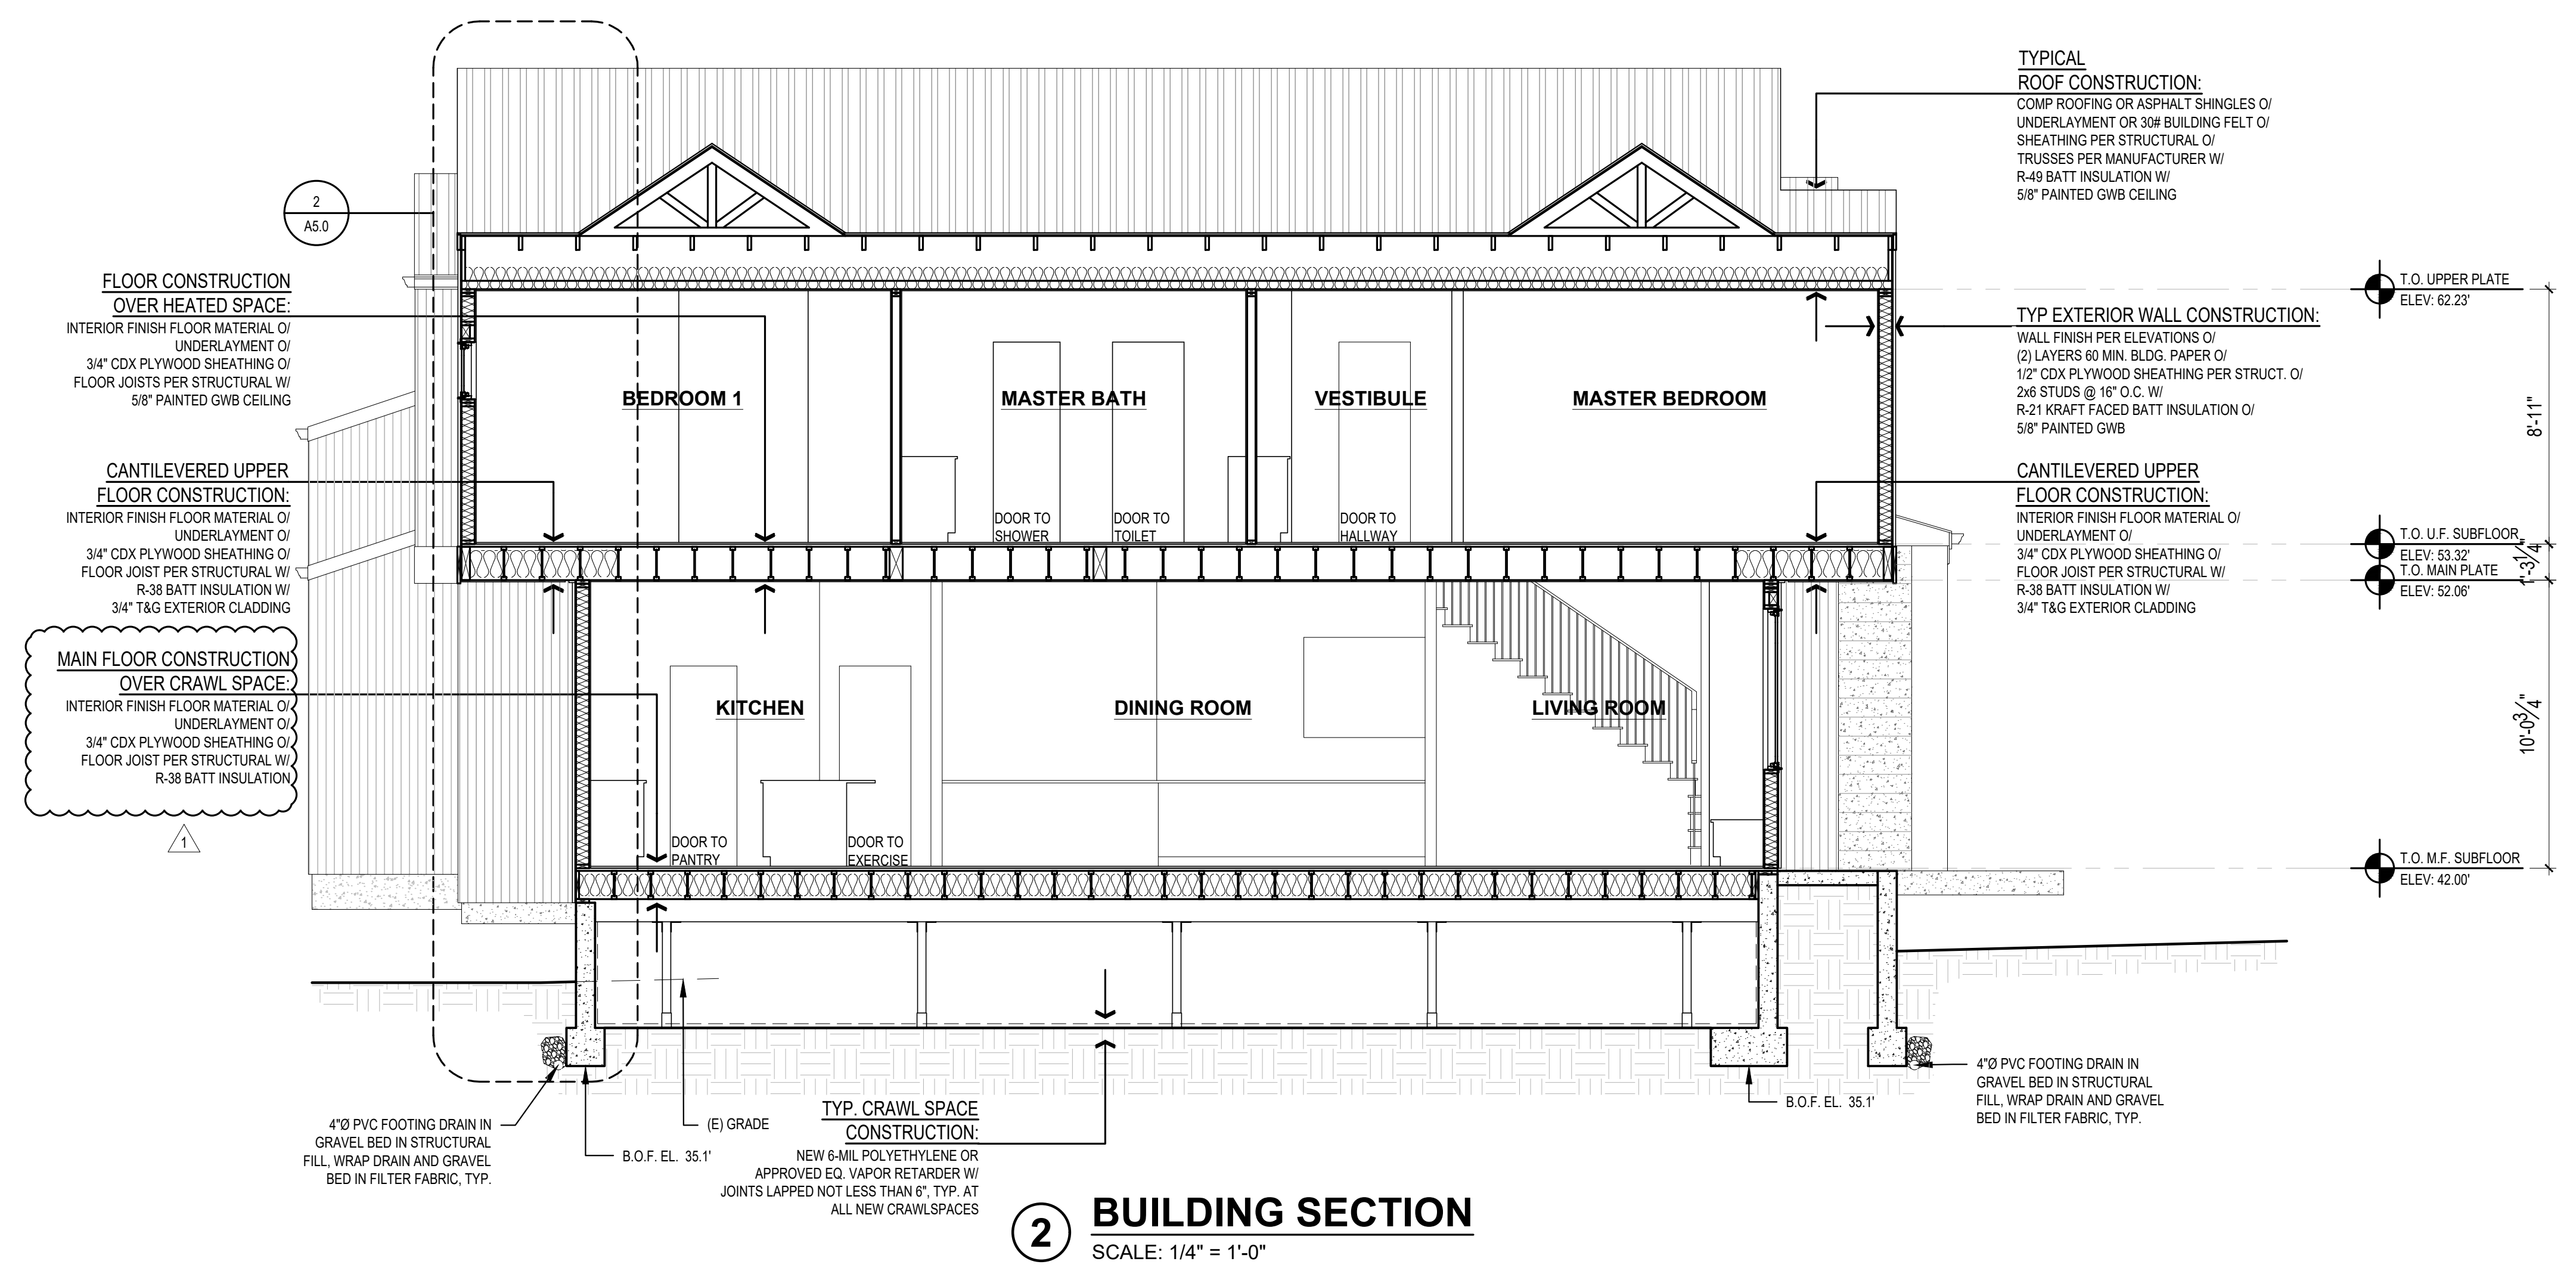 TYPICAL
ROOF CONSTRUCTION:
COMP ROOFING OR ASPHALT SHINGLES O/
UNDERLAYMENT OR 30# BUILDING FELT O/
SHEATHING PER STRUCTURAL O/
TRUSSES PER MANUFACTURER W/
R-49 BATT INSULATION W/
5/8" PAINTED GWB CEILING
2
A5.0
FLOOR CONSTRUCTION
OVER HEATED SPACE:
INTERIOR FINISH FLOOR MATERIAL O/
UNDERLAYMENT O/
3/4" CDX PLYWOOD SHEATHING O/
FLOOR JOISTS PER STRUCTURAL W/
5/8" PAINTED GWB CEILING
T.O. UPPER PLATE
ELEV: 62.23'
TYP EXTERIOR WALL CONSTRUCTION:
WALL FINISH PER ELEVATIONS O/
(2) LAYERS 60 MIN. BLDG. PAPER O/
1/2" CDX PLYWOOD SHEATHING PER STRUCT. O/
2x6 STUDS @ 16" O.C. W/
R-21 KRAFT FACED BATT INSULATION O/
5/8" PAINTED GWB
8'-11"
BEDROOM 1
MASTER BATH
VESTIBULE
MASTER BEDROOM
CANTILEVERED UPPER
FLOOR CONSTRUCTION:
INTERIOR FINISH FLOOR MATERIAL O/
UNDERLAYMENT O/
3/4" CDX PLYWOOD SHEATHING O/
FLOOR JOIST PER STRUCTURAL W/
R-38 BATT INSULATION W/
3/4" T&G EXTERIOR CLADDING
DOOR TO
SHOWER
DOOR TO
TOILET
DOOR TO
HALLWAY
CANTILEVERED UPPER
FLOOR CONSTRUCTION:
INTERIOR FINISH FLOOR MATERIAL O/
UNDERLAYMENT O/
3/4" CDX PLYWOOD SHEATHING O/
FLOOR JOIST PER STRUCTURAL W/
R-38 BATT INSULATION W/
3/4" T&G EXTERIOR CLADDING
T.O. U.F. SUBFLOOR
ELEV: 53.32'
T.O. MAIN PLATE
ELEV: 52.06'
1'-3 1/4"
MAIN FLOOR CONSTRUCTION
OVER CRAWL SPACE:
INTERIOR FINISH FLOOR MATERIAL O/
UNDERLAYMENT O/
3/4" CDX PLYWOOD SHEATHING O/
FLOOR JOIST PER STRUCTURAL W/
R-38 BATT INSULATION
1
KITCHEN
DINING ROOM
LIVING ROOM
10'-0 3/4"
DOOR TO
PANTRY
DOOR TO
EXERCISE
T.O. M.F. SUBFLOOR
ELEV: 42.00'
4"Ø PVC FOOTING DRAIN IN
GRAVEL BED IN STRUCTURAL
FILL, WRAP DRAIN AND GRAVEL
BED IN FILTER FABRIC, TYP.
B.O.F. EL. 35.1'
(E) GRADE
TYP. CRAWL SPACE
CONSTRUCTION:
NEW 6-MIL POLYETHYLENE OR
APPROVED EQ. VAPOR RETARDER W/
JOINTS LAPPED NOT LESS THAN 6", TYP. AT
ALL NEW CRAWLSPACES
B.O.F. EL. 35.1'
4"Ø PVC FOOTING DRAIN IN
GRAVEL BED IN STRUCTURAL
FILL, WRAP DRAIN AND GRAVEL
BED IN FILTER FABRIC, TYP.
2
BUILDING SECTION
SCALE: 1/4" = 1'-0"